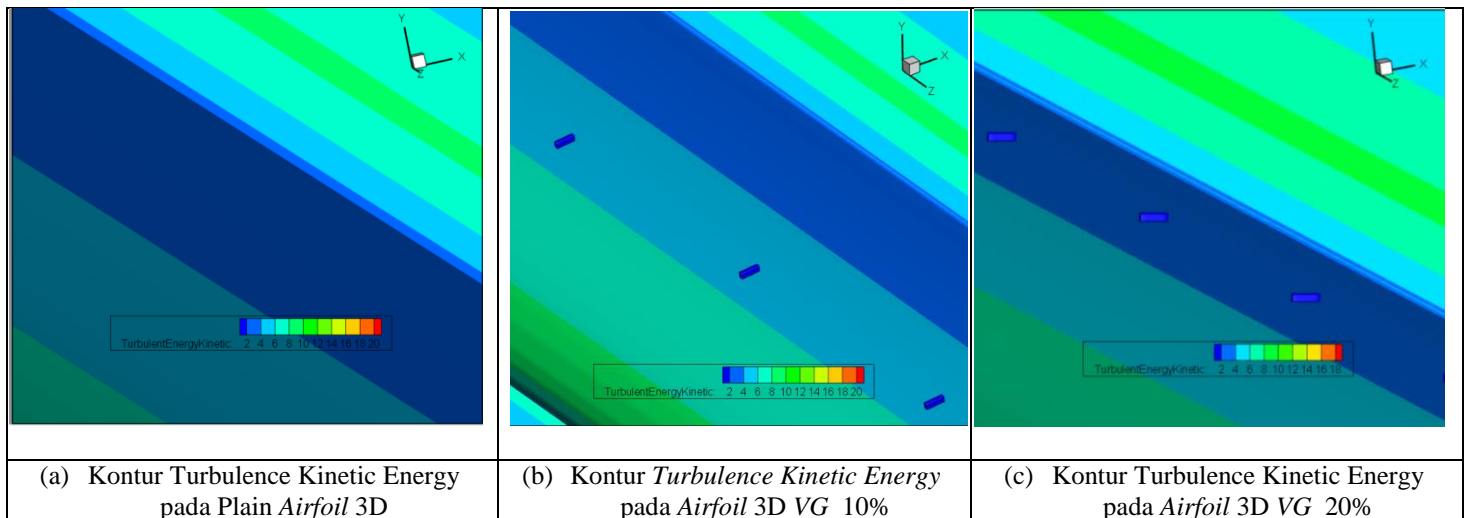 Y
X
Z
TurbulentEnergyKinetic: 2 4 6 8 10 12 14 16 18 20
Y
X
Z
TurbulentEnergyKinetic: 2 4 6 8 10 12 14 16 18 20
Y
X
Z
TurbulentEnergyKinetic: 2 4 6 8 10 12 14 16 18
(a) Kontur Turbulence Kinetic Energy
pada Plain Airfoil 3D
(b) Kontur Turbulence Kinetic Energy
pada Airfoil 3D VG 10%
(c) Kontur Turbulence Kinetic Energy
pada Airfoil 3D VG 20%